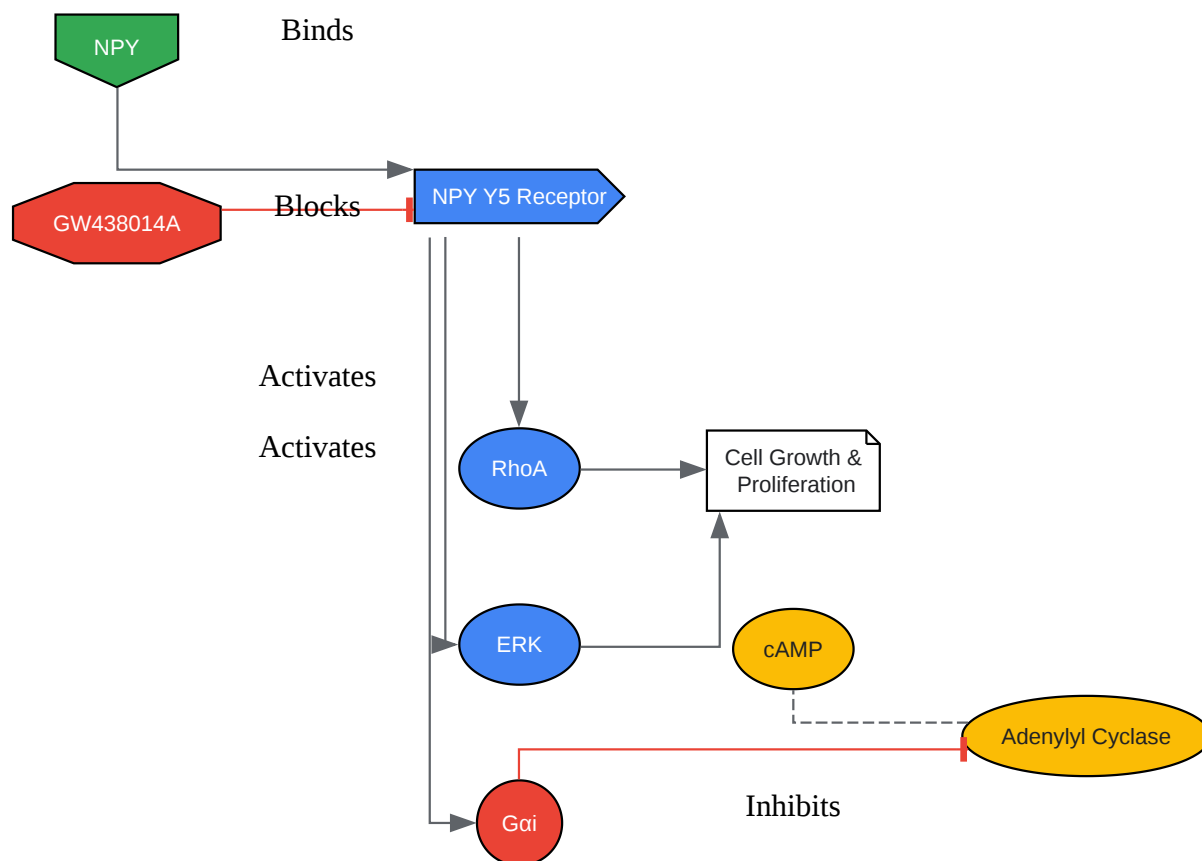 NPY
Binds
NPY Y5 Receptor
GW438014A
Blocks
Activates
Activates
RhoA
Cell Growth &
Proliferation
ERK
cAMP
Adenylyl Cyclase
Inhibits
Gαi